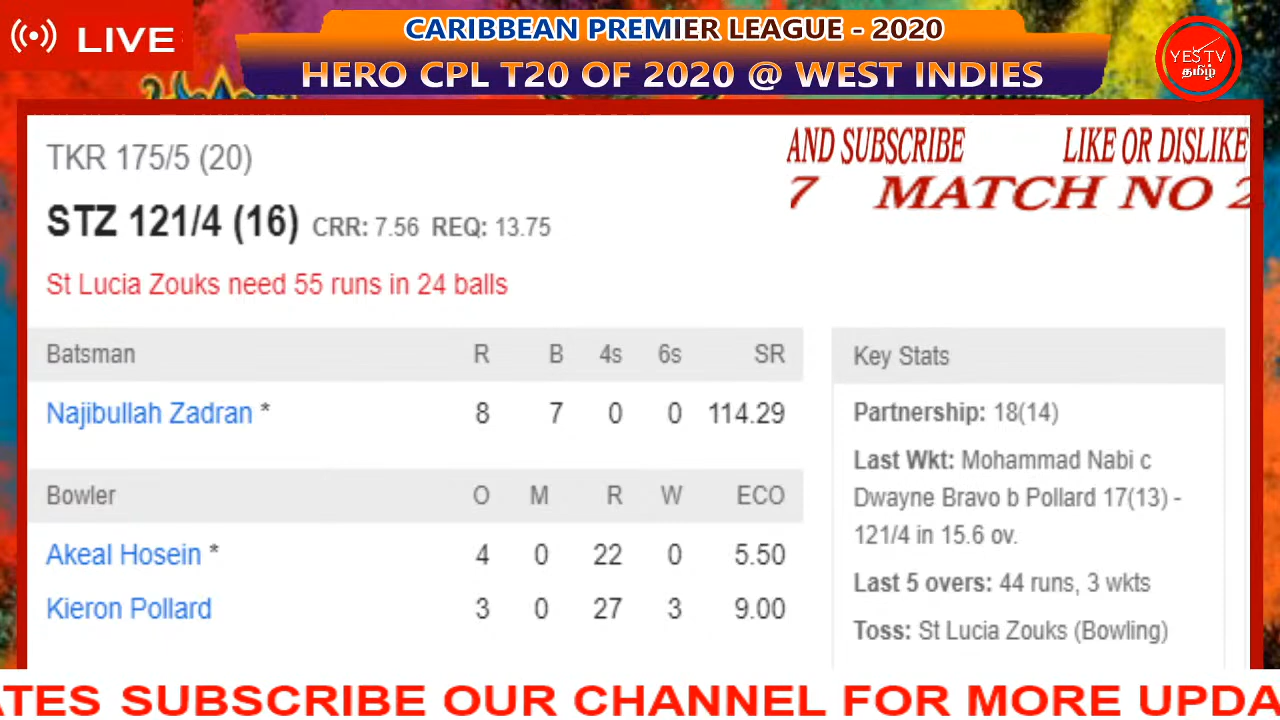 LIVE
CARIBBEAN PREMIER LEAGUE - 2020
HERO CPL T20 OF 2020 @ WEST INDIES
YES TV
தமிழ்
AND SUBSCRIBE LIKE OR DISLIKE
7 MATCH NO 2
TKR 175/5 (20)
STZ 121/4 (16) CRR: 7.56 REQ: 13.75
St Lucia Zouks need 55 runs in 24 balls
Batsman R B 4s 6s SR
Najibullah Zadran * 8 7 0 0 114.29
Bowler O M R W ECO
Akeal Hosein * 4 0 22 0 5.50
Kieron Pollard 3 0 27 3 9.00
Key Stats
Partnership: 18(14)
Last Wkt: Mohammad Nabi c
Dwayne Bravo b Pollard 17(13) -
121/4 in 15.6 ov.
Last 5 overs: 44 runs, 3 wkts
Toss: St Lucia Zouks (Bowling)
ATES SUBSCRIBE OUR CHANNEL FOR MORE UPDA